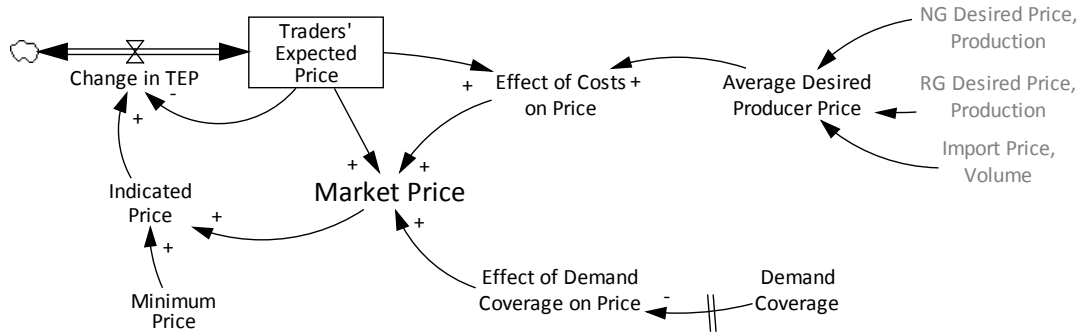 Traders'
Expected
Price
Change in TEP
-
+
+
Effect of Costs
on Price
+
Average Desired
Producer Price
NG Desired Price,
Production
RG Desired Price,
Production
Import Price,
Volume
+
+
Market Price
Indicated
Price
+
+
+
Minimum
Price
Effect of Demand
Coverage on Price
-
Demand
Coverage